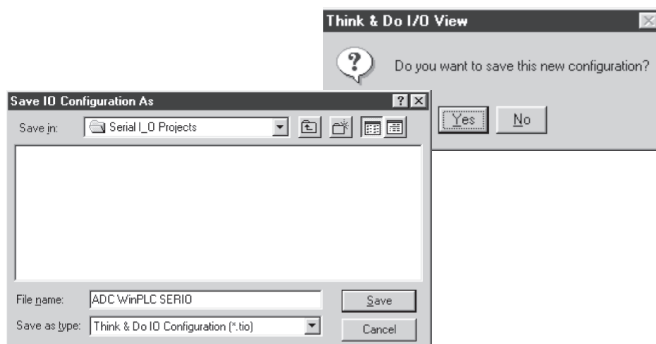 Think & Do I/O View
Do you want to save this new configuration?
Yes No
Save IO Configuration As
Save in: Serial I_O Projects
File name: ADC WinPLC SERIO
Save
Save as type: Think & Do IO Configuration (*.tio)
Cancel